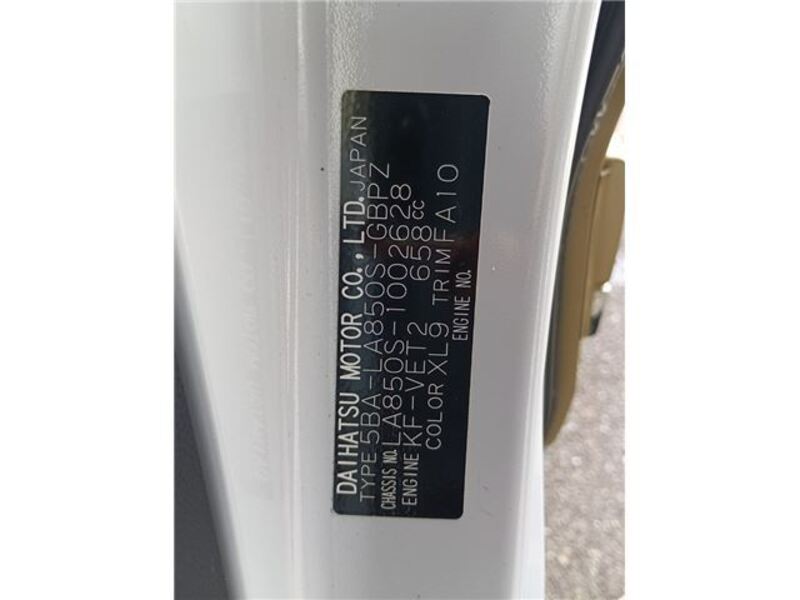 DAIHATSU MOTOR CO., LTD. JAPAN
TYPE 5BA-LA850S-GBPZ
CHASSIS NO. LA850S-1002628
ENGINE KF-VET2 658cc
COLOR XL9 TRIM FA10
ENGINE NO.